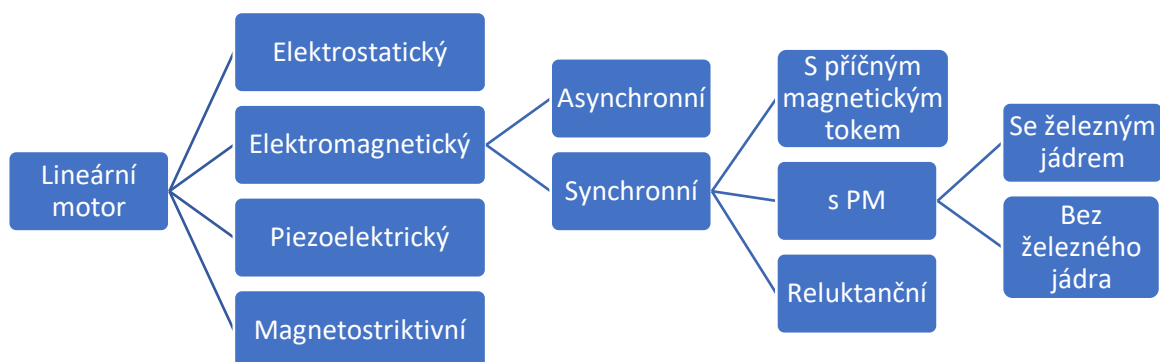 Lineární
motor
Elektrostatický
Elektromagnetický
Piezoelektrický
Magnetostriktivní
Asynchronní
Synchronní
S příčným
magnetickým
tokem
s PM
Reluktanční
Se železným
jádrem
Bez
železného
jádra